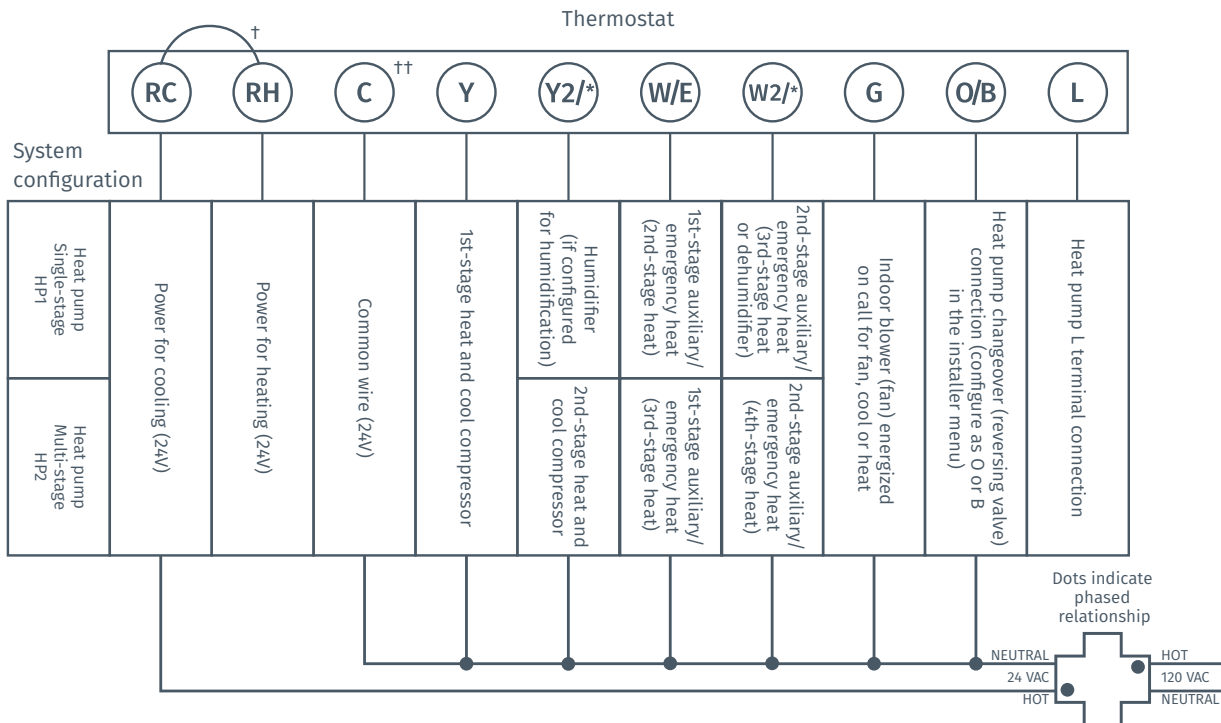 Thermostat
†
RC
RH
C
††
Y
Y2/*
W/E
W2/*
G
O/B
L
System
configuration
Heat pump
Single-stage
HP1
Heat pump
Multi-stage
HP2
Power for cooling (24V)
Power for heating (24V)
Common wire (24V)
1st-stage heat and cool compressor
Humidifier
(if configured
for humidification)
2nd-stage heat and
cool compressor
1st-stage auxiliary/
emergency heat
(2nd-stage heat)
1st-stage auxiliary/
emergency heat
(3rd-stage heat)
2nd-stage auxiliary/
emergency heat
(3rd-stage heat
or dehumidifier)
2nd-stage auxiliary/
emergency heat
(4th-stage heat)
Indoor blower (fan) energized
on call for fan, cool or heat
Heat pump changeover (reversing valve)
connection (configure as O or B
in the installer menu)
Heat pump L terminal connection
Dots indicate
phased
relationship
NEUTRAL
24 VAC
HOT
HOT
120 VAC
NEUTRAL